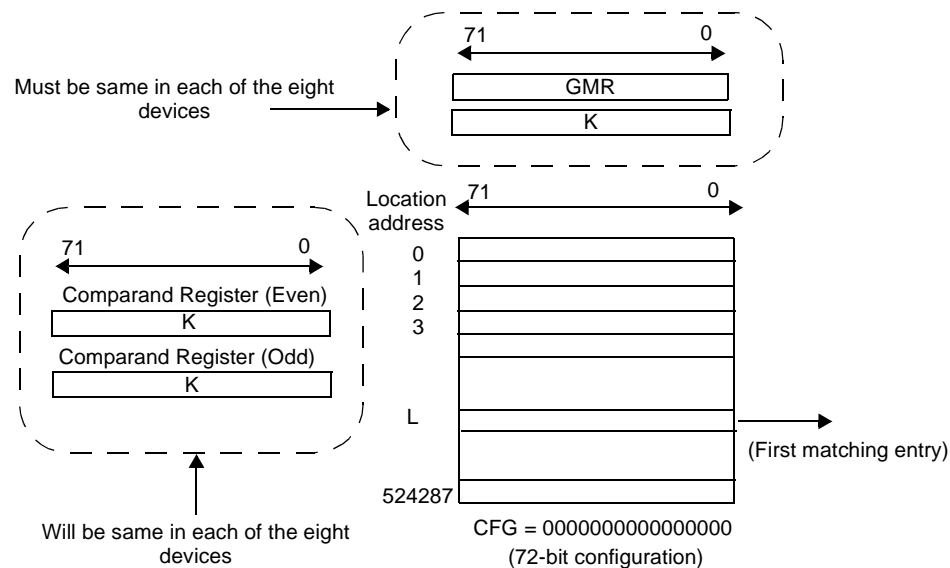 71 0
GMR
K
Must be same in each of the eight
devices
Location
address
71 0
0
1
2
3
L
524287
(First matching entry)
CFG = 0000000000000000
(72-bit configuration)
71 0
Comparand Register (Even)
K
Comparand Register (Odd)
K
Will be same in each of the eight
devices